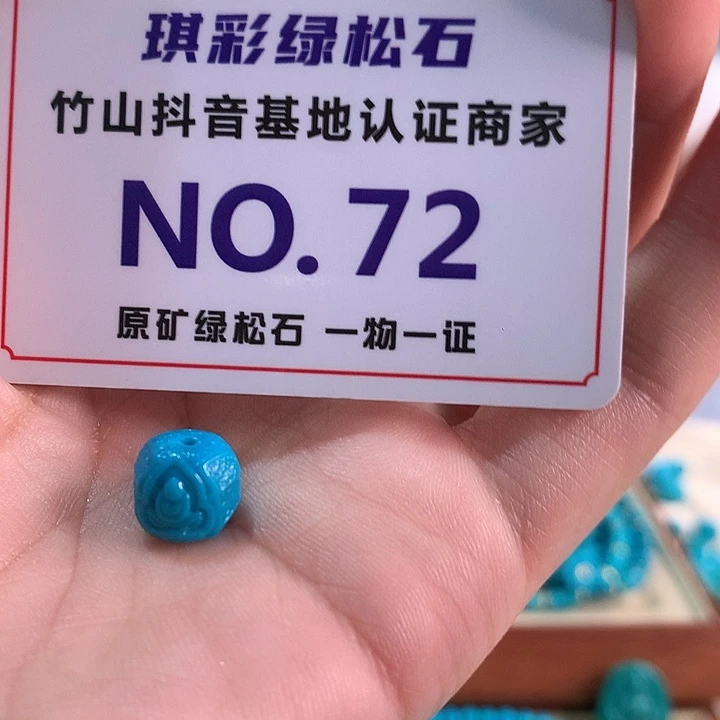 琪彩绿松石
竹山抖音基地认证商家
NO.72
原矿绿松石 一物一证